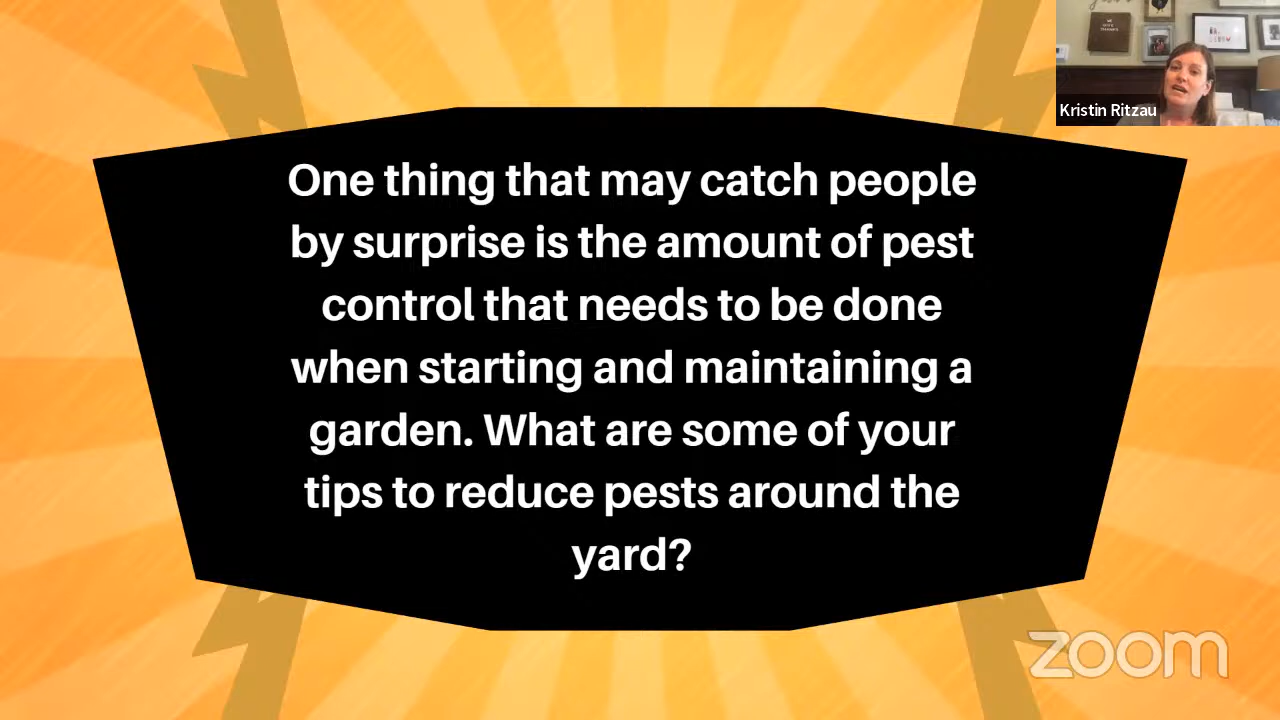 Kristin Ritzau
One thing that may catch people
by surprise is the amount of pest
control that needs to be done
when starting and maintaining a
garden. What are some of your
tips to reduce pests around the
yard?
zoom